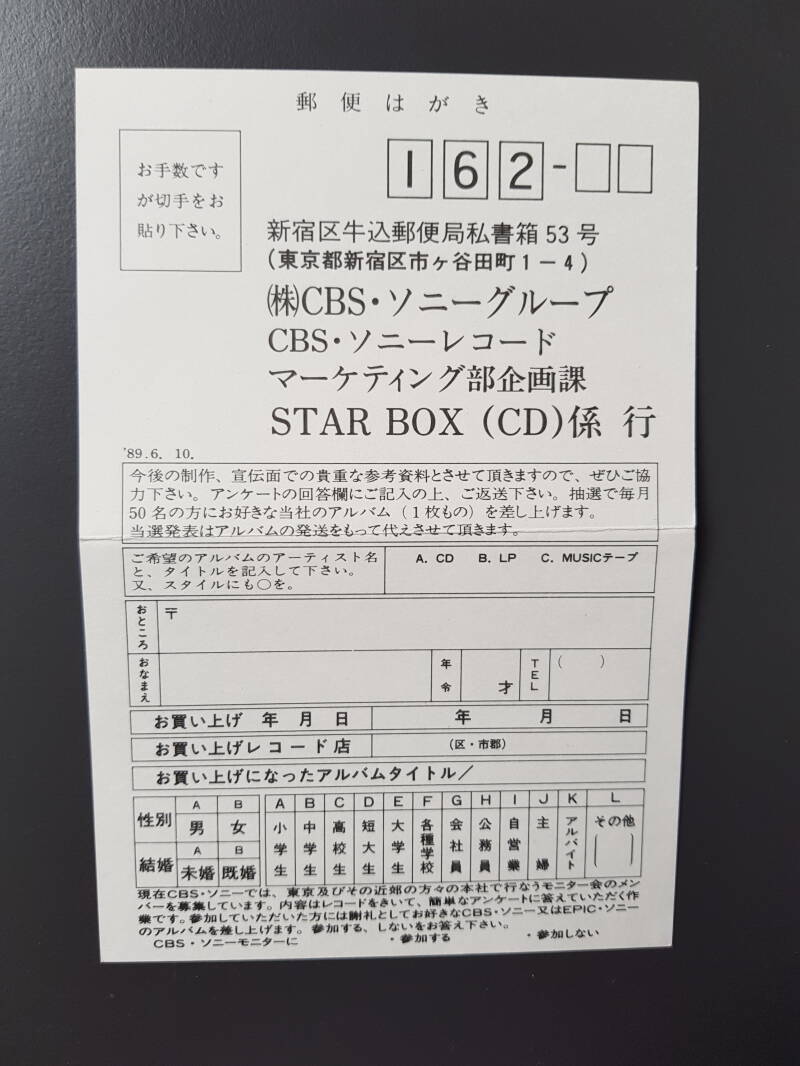 郵便はがき
お手数です
が切手をお
貼り下さい。
162-
新宿区牛込郵便局私書箱 53 号
(東京都新宿区市ヶ谷田町1－4)
㈱CBS・ソニーグループ
CBS・ソニーレコード
マーケティング部企画課
STAR BOX (CD)係 行
'89.6. 10.
今後の制作、宣伝面での貴重な参考資料とさせて頂きますので、ぜひご協
力下さい。アンケートの回答欄にご記入の上、ご返送下さい。抽選で毎月
50 名の方にお好きな当社のアルバム（１枚もの）を差し上げます。
当選発表はアルバムの発送をもって代えさせて頂きます。
ご希望のアルバムのアーティスト名
と、タイトルを記入して下さい。
又、スタイルにも○を。
A. CD B. LP C. MUSICテープ
おところ
〒
おなまえ
年令
才
TEL
( )
お買い上げ 年 月 日
年 月 日
お買い上げレコード店
(区・市郡)
お買い上げになったアルバムタイトル／
性別
A 男
B 女
結婚
A 未婚
B 既婚
A 小学生
B 中学生
C 高校生
D 短大生
E 大学生
F 各種学校
G 会社員
H 公務員
I 自営業
J 主婦
K アルバイト
L その他
( )
現在CBS・ソニーでは、東京及びその近郊の方々の本社で行なうモニター会のメン
バーを募集しています。内容はレコードをきいて、簡単なアンケートに答えていただく作
業です。参加していただいた方には謝礼としてお好きなCBS・ソニー又はEPIC・ソニー
のアルバムを差し上げます。参加する、しないをお答え下さい。
CBS・ソニーモニターに ・参加する ・参加しない